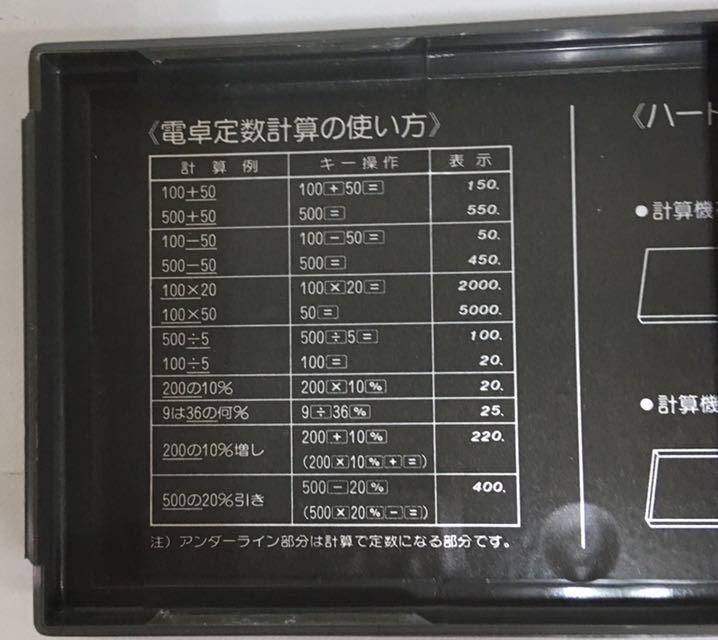 《電卓定数計算の使い方》
計算例 キー操作 表示
100+50 100+50= 150.
500+50 500= 550.
100−50 100−50= 50.
500−50 500= 450.
100×20 100×20= 2000.
100×50 50= 5000.
500÷5 500÷5= 100.
100÷5 100= 20.
200の10% 200×10% 20.
9は36の何% 9÷36% 25.
200の10%増し 200+10% 220.
(200×10%+=)
500の20%引き 500−20% 400.
(500×20%−=)
注）アンダーライン部分は計算で定数になる部分です。
《ハード
●計算機
●計算機